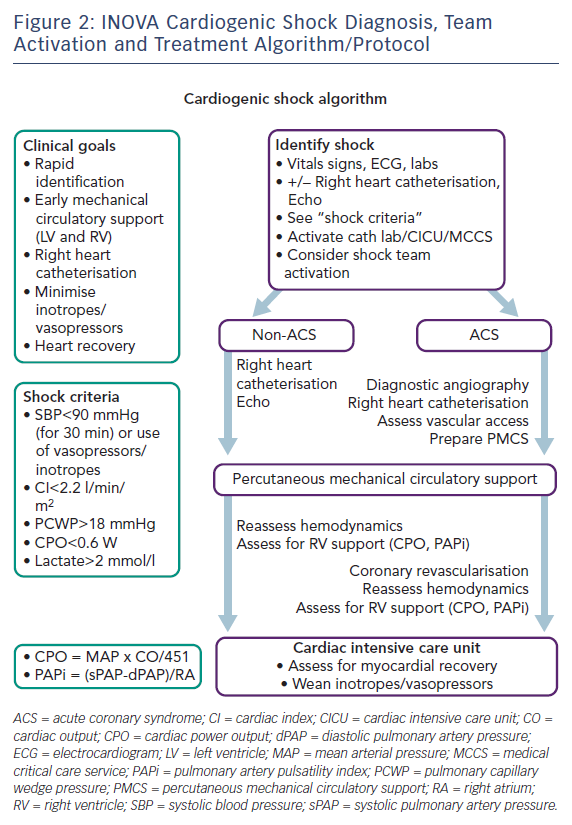 Figure 2: INOVA Cardiogenic Shock Diagnosis, Team
Activation and Treatment Algorithm/Protocol
Cardiogenic shock algorithm
Clinical goals
• Rapid
identification
• Early mechanical
circulatory support
(LV and RV)
• Right heart
catheterisation
• Minimise
inotropes/
vasopressors
• Heart recovery
Identify shock
• Vitals signs, ECG, labs
• +/– Right heart catheterisation,
Echo
• See “shock criteria”
• Activate cath lab/CICU/MCCS
• Consider shock team
activation
Non-ACS
ACS
Right heart
catheterisation
Echo
Diagnostic angiography
Right heart catheterisation
Assess vascular access
Prepare PMCS
Shock criteria
• SBP<90 mmHg
(for 30 min) or use
of vasopressors/
inotropes
• CI<2.2 l/min/
m2
• PCWP>18 mmHg
• CPO<0.6 W
• Lactate>2 mmol/l
Percutaneous mechanical circulatory support
Reassess hemodynamics
Assess for RV support (CPO, PAPi)
Coronary revascularisation
Reassess hemodynamics
Assess for RV support (CPO, PAPi)
• CPO = MAP x CO/451
• PAPi = (sPAP-dPAP)/RA
Cardiac intensive care unit
• Assess for myocardial recovery
• Wean inotropes/vasopressors
ACS = acute coronary syndrome; CI = cardiac index; CICU = cardiac intensive care unit; CO =
cardiac output; CPO = cardiac power output; dPAP = diastolic pulmonary artery pressure;
ECG = electrocardiogram; LV = left ventricle; MAP = mean arterial pressure; MCCS = medical
critical care service; PAPi = pulmonary artery pulsatility index; PCWP = pulmonary capillary
wedge pressure; PMCS = percutaneous mechanical circulatory support; RA = right atrium;
RV = right ventricle; SBP = systolic blood pressure; sPAP = systolic pulmonary artery pressure.